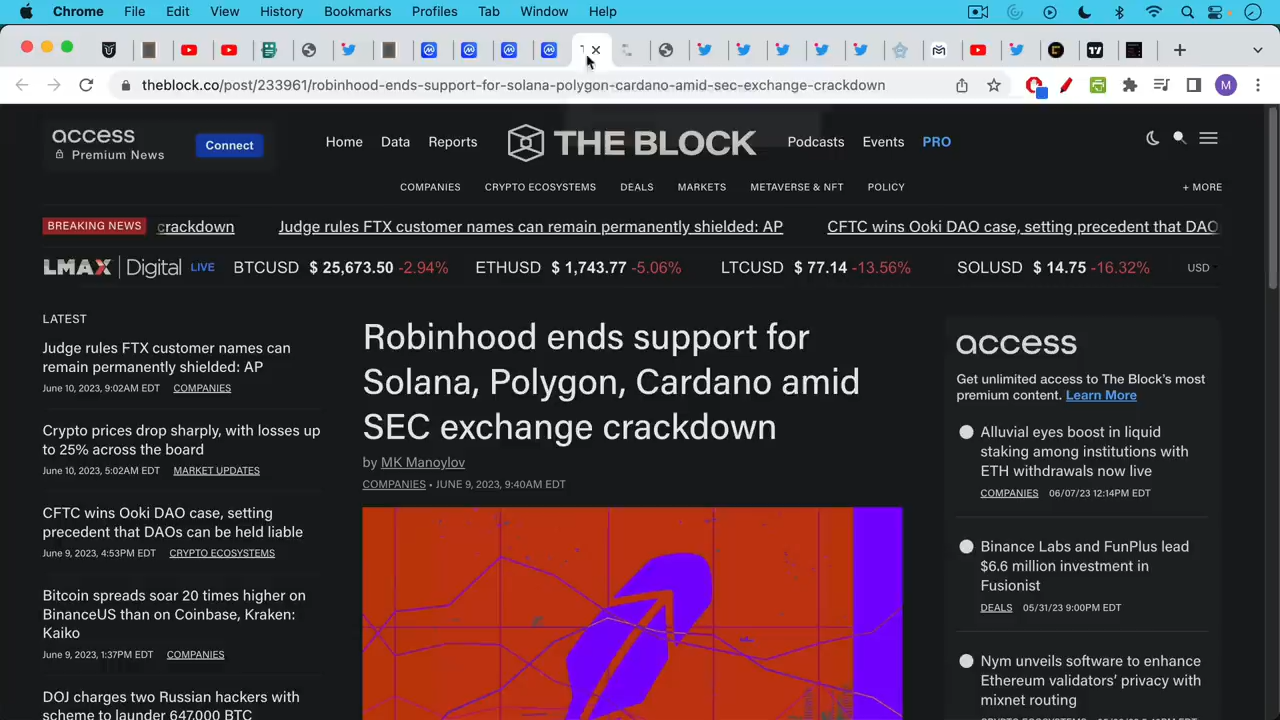 Chrome File Edit View History Bookmarks Profiles Tab Window Help
theblock.co/post/233961/robinhood-ends-support-for-solana-polygon-cardano-amid-sec-exchange-crackdown
M
access
Premium News
Connect
Home Data Reports
THE BLOCK
Podcasts Events PRO
COMPANIES CRYPTO ECOSYSTEMS DEALS MARKETS METAVERSE & NFT POLICY
+ MORE
BREAKING NEWS crackdown Judge rules FTX customer names can remain permanently shielded: AP CFTC wins Ooki DAO case, setting precedent that DAO
LMAX Digital LIVE BTCUSD $ 25,673.50 -2.94% ETHUSD $ 1,743.77 -5.06% LTCUSD $ 77.14 -13.56% SOLUSD $ 14.75 -16.32% USD
LATEST
Judge rules FTX customer names can
remain permanently shielded: AP
June 10, 2023, 9:02AM EDT COMPANIES
Crypto prices drop sharply, with losses up
to 25% across the board
June 10, 2023, 5:02AM EDT MARKET UPDATES
CFTC wins Ooki DAO case, setting
precedent that DAOs can be held liable
June 9, 2023, 4:53PM EDT CRYPTO ECOSYSTEMS
Bitcoin spreads soar 20 times higher on
BinanceUS than on Coinbase, Kraken:
Kaiko
June 9, 2023, 1:37PM EDT COMPANIES
DOJ charges two Russian hackers with
scheme to launder 647,000 BTC
Robinhood ends support for
Solana, Polygon, Cardano amid
SEC exchange crackdown
by MK Manoylov
COMPANIES • JUNE 9, 2023, 9:40AM EDT
access
Get unlimited access to The Block's most
premium content. Learn More
Alluvial eyes boost in liquid
staking among institutions with
ETH withdrawals now live
COMPANIES 06/07/23 12:14PM EDT
Binance Labs and FunPlus lead
$6.6 million investment in
Fusionist
DEALS 05/31/23 9:00PM EDT
Nym unveils software to enhance
Ethereum validators' privacy with
mixnet routing